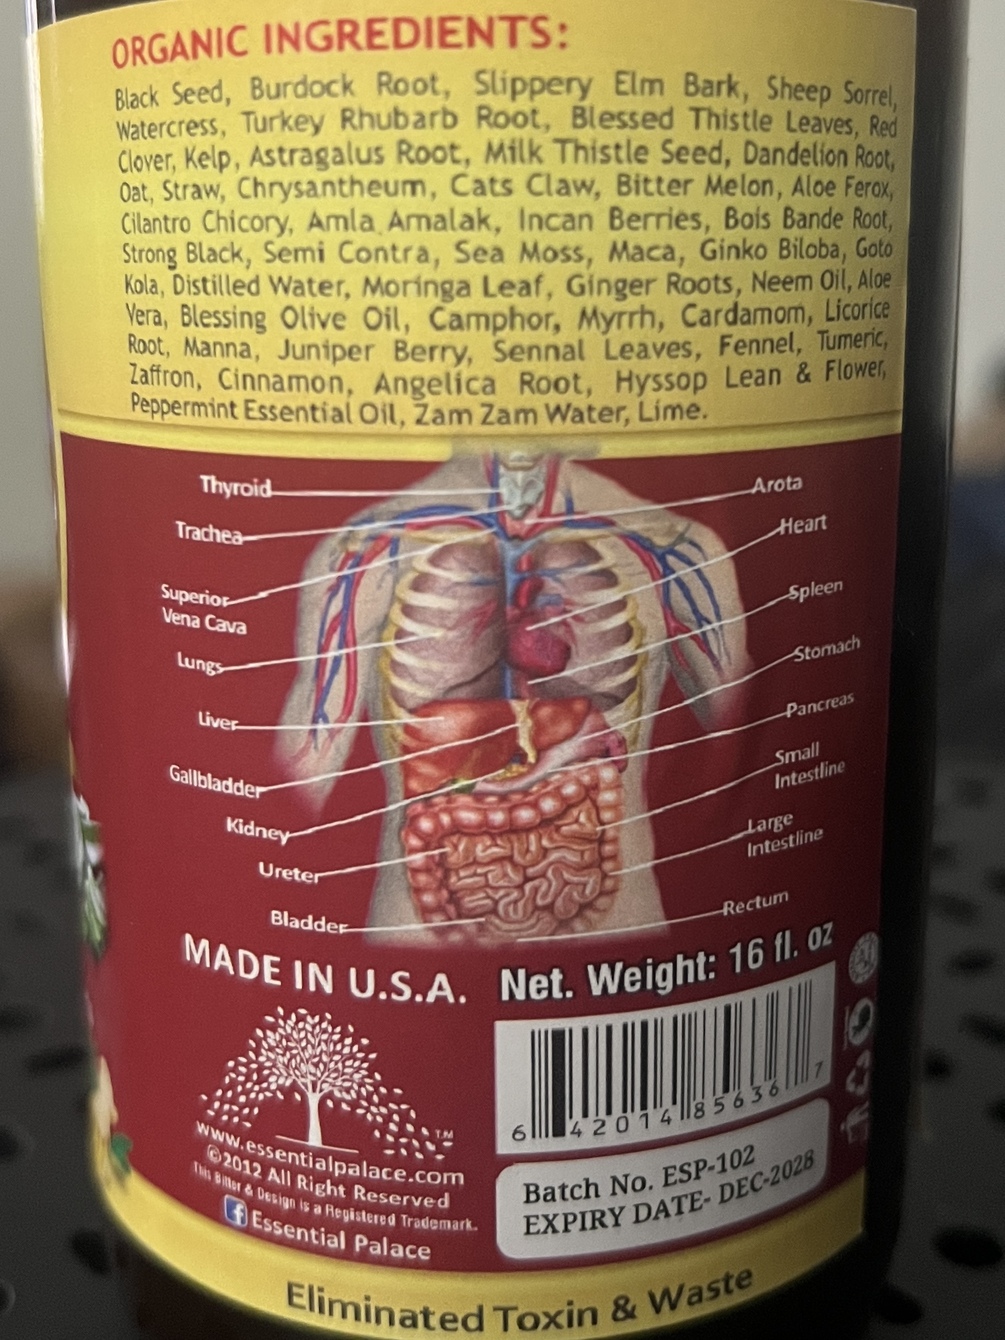 ORGANIC INGREDIENTS:
Black Seed, Burdock Root, Slippery Elm Bark, Sheep Sorrel,
Watercress, Turkey Rhubarb Root, Blessed Thistle Leaves, Red
Clover, Kelp, Astragalus Root, Milk Thistle Seed, Dandelion Root,
Oat, Straw, Chrysantheum, Cats Claw, Bitter Melon, Aloe Ferox,
Cilantro Chicory, Amla Amalak, Incan Berries, Bois Bande Root,
Strong Black, Semi Contra, Sea Moss, Maca, Ginko Biloba, Goto
Kola, Distilled Water, Moringa Leaf, Ginger Roots, Neem Oil, Aloe
Vera, Blessing Olive Oil, Camphor, Myrrh, Cardamom, Licorice
Root, Manna, Juniper Berry, Sennal Leaves, Fennel, Tumeric,
Zaffron, Cinnamon, Angelica Root, Hyssop Lean & Flower,
Peppermint Essential Oil, Zam Zam Water, Lime.
Thyroid
Trachea
Superior
Vena Cava
Lungs
Liver
Gallbladder
Kidney
Ureter
Bladder
Arota
Heart
Spleen
Stomach
Pancreas
Small
Intestline
Large
Intestline
Rectum
MADE IN U.S.A.
Net. Weight: 16 fl. oz
TM
www.essentialpalace.com
©2012 All Right Reserved
This Bitter & Design is a Registered Trademark.
Essential Palace
6 42014 85636 7
Batch No. ESP-102
EXPIRY DATE- DEC-2028
Eliminated Toxin & Waste